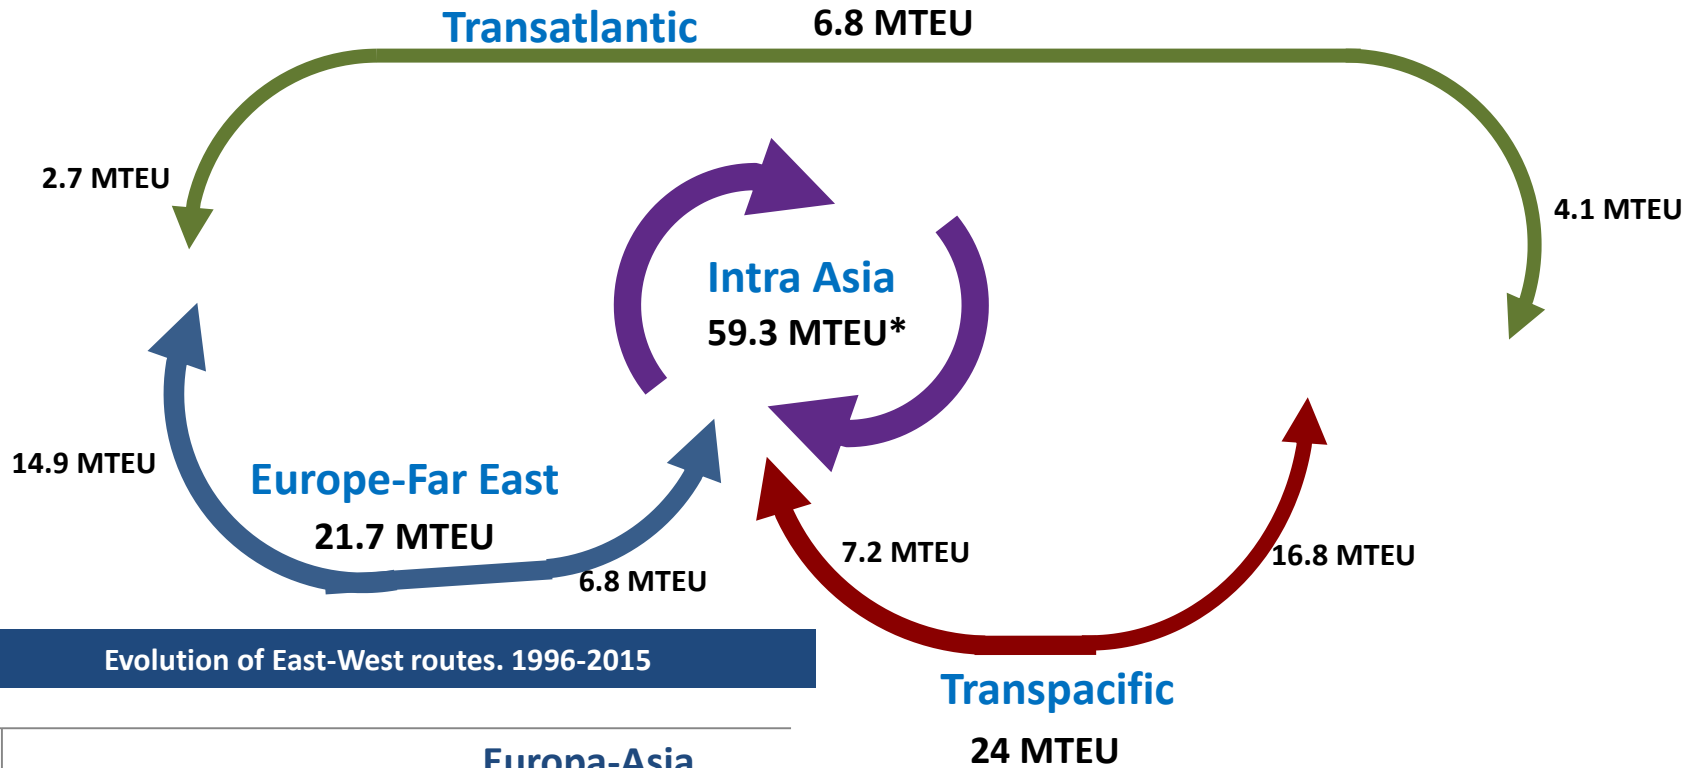 Transatlantic 6.8 MTEU
2.7 MTEU
4.1 MTEU
Intra Asia
59.3 MTEU*
14.9 MTEU
Europe-Far East
21.7 MTEU
6.8 MTEU
7.2 MTEU
16.8 MTEU
Evolution of East-West routes. 1996-2015
Transpacific
24 MTEU
Europa-Asia